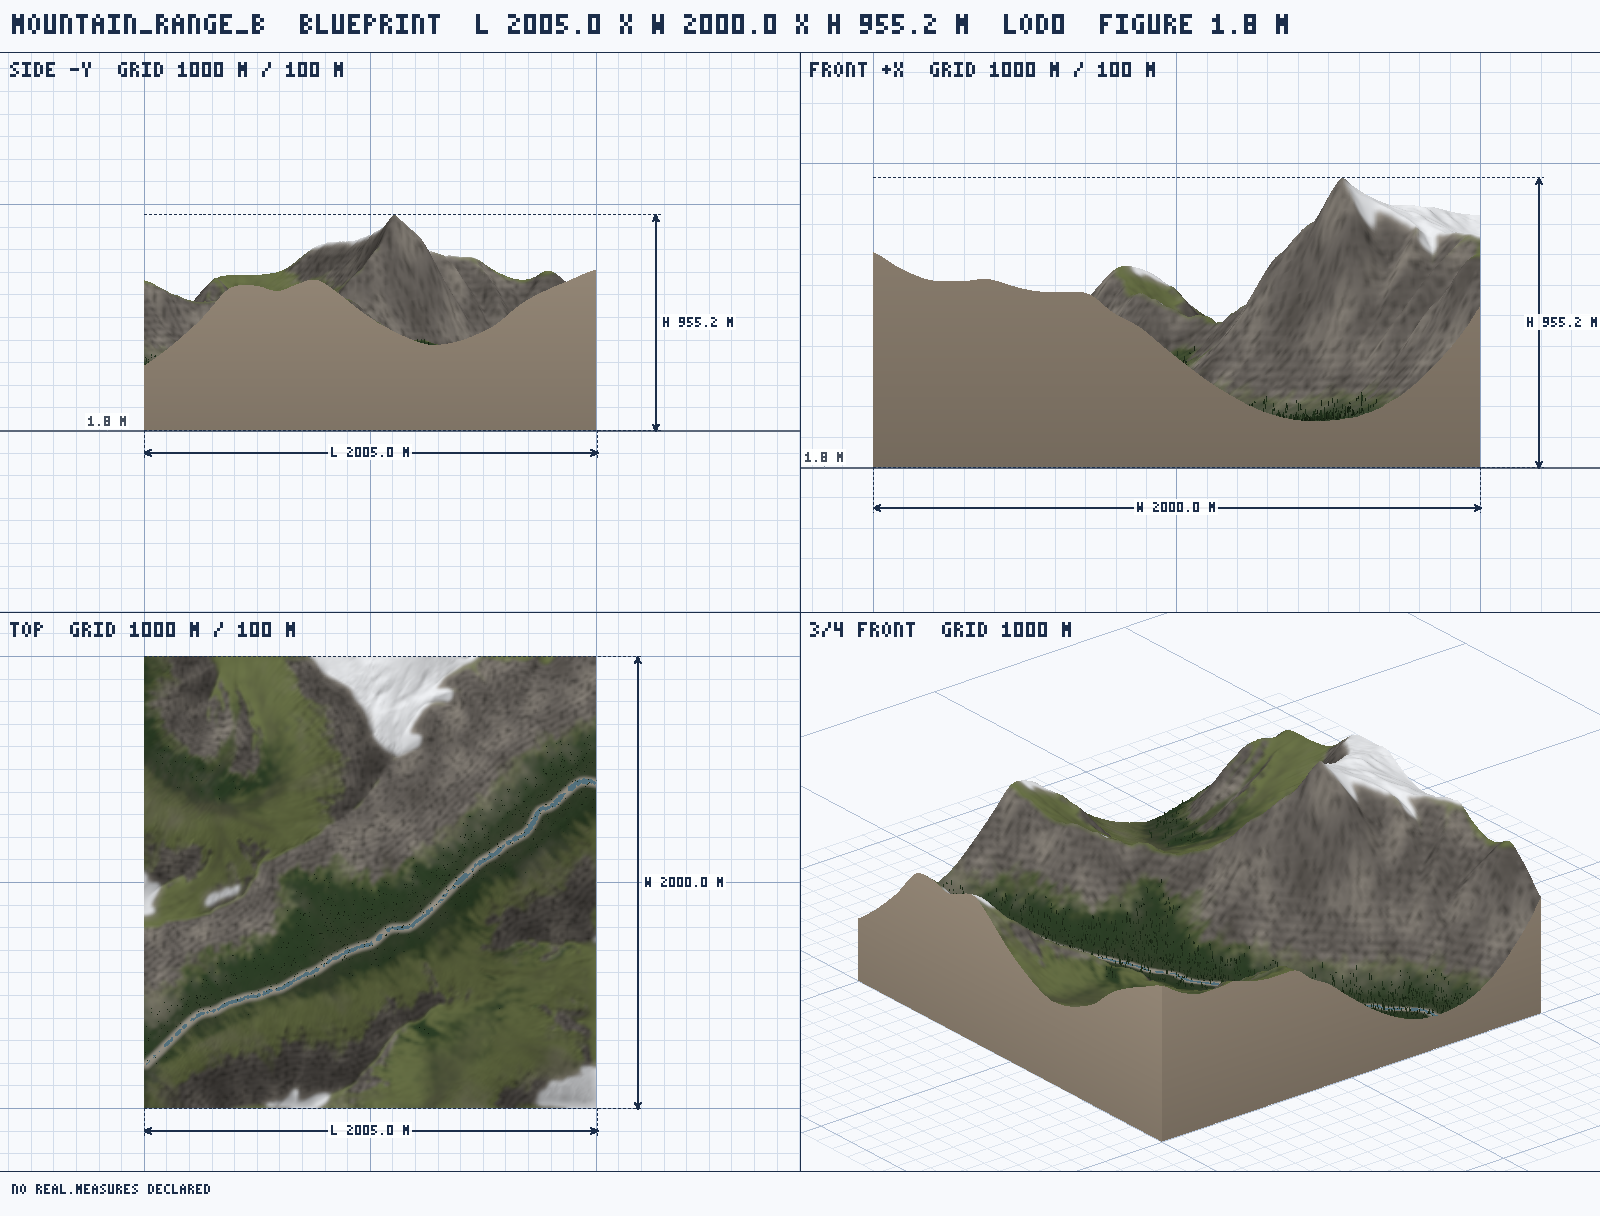 MOUNTAIN_RANGE_B BLUEPRINT L 2005.0 X W 2000.0 X H 955.2 M LOD0 FIGURE 1.8 M
SIDE -Y GRID 1000 M / 100 M
H 955.2 M
1.8 M
L 2005.0 M
FRONT +X GRID 1000 M / 100 M
H 955.2 M
1.8 M
W 2000.0 M
TOP GRID 1000 M / 100 M
W 2000.0 M
L 2005.0 M
3/4 FRONT GRID 1000 M
NO REAL.MEASURES DECLARED